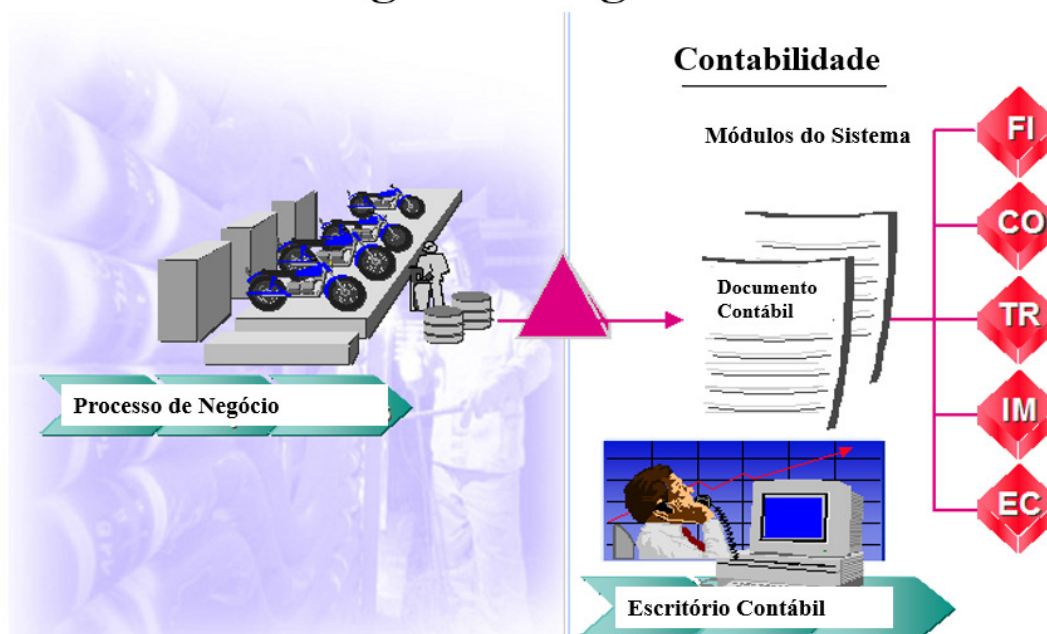 Contabilidade
Módulos do Sistema
FI
CO
TR
IM
EC
Documento
Contábil
Processo de Negócio
Escritório Contábil